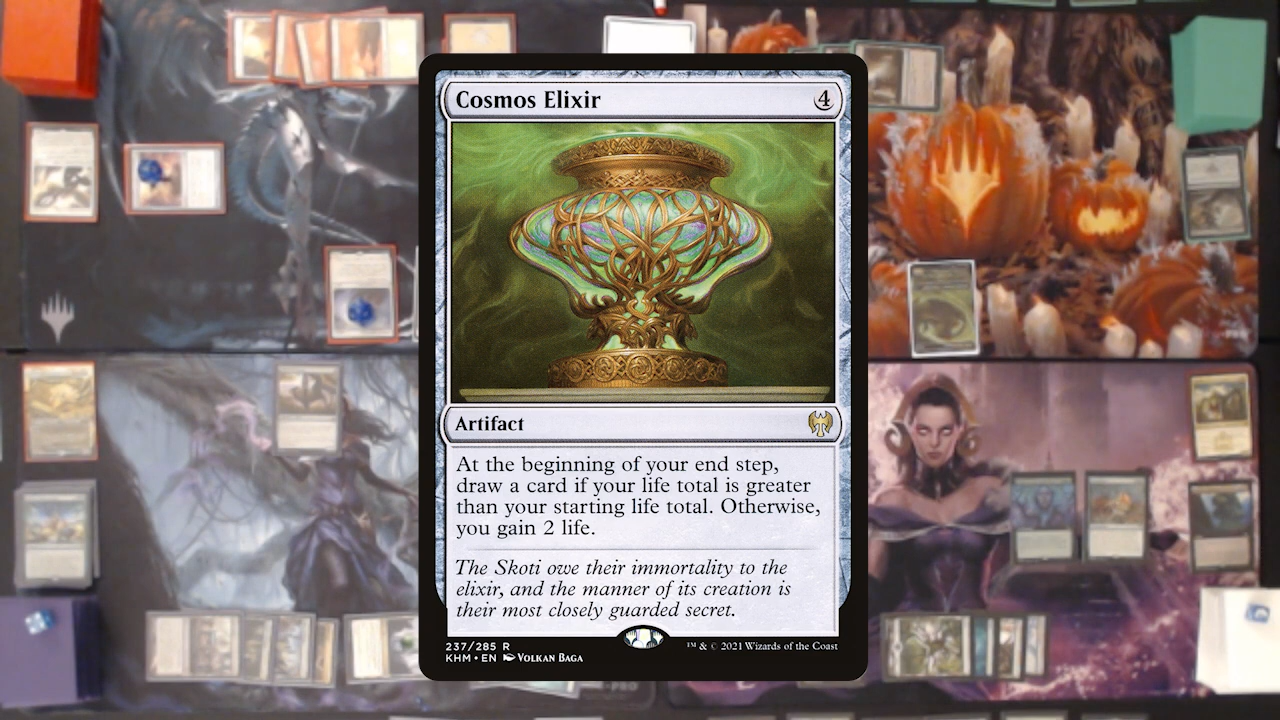 Cosmos Elixir 4
Artifact
At the beginning of your end step,
draw a card if your life total is greater
than your starting life total. Otherwise,
you gain 2 life.
The Skoti owe their immortality to the
elixir, and the manner of its creation is
their most closely guarded secret.
237/285 R ™ & © 2021 Wizards of the Coast
KHM • EN VOLKAN BAGA